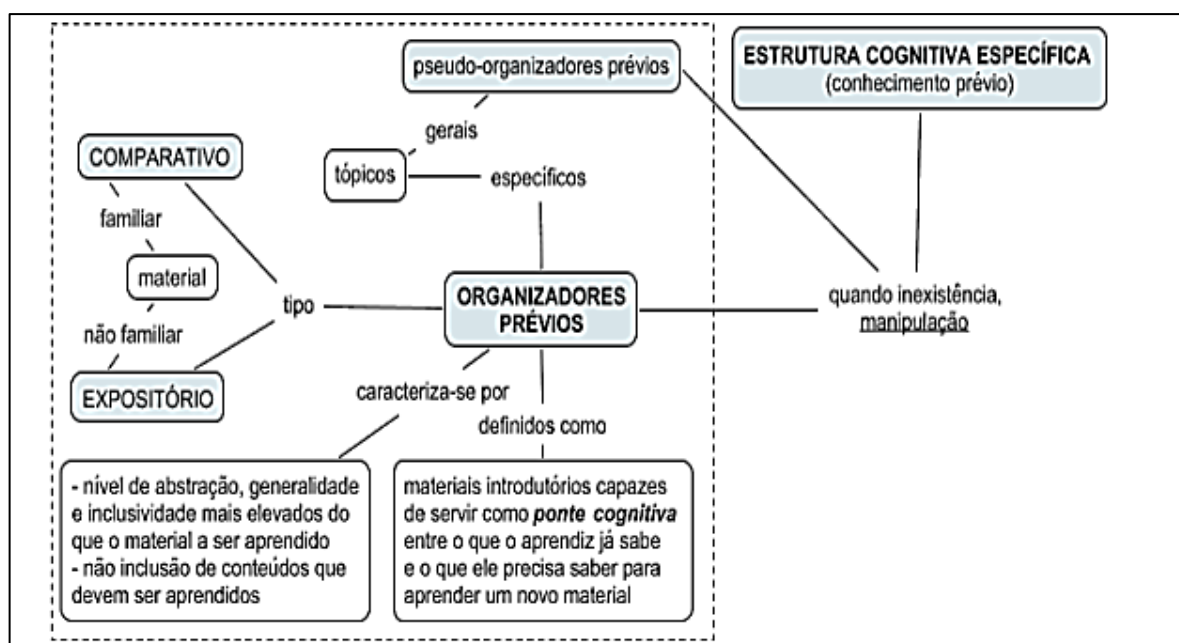 pseudo-organizadores prévios
ESTRUTURA COGNITIVA ESPECÍFICA
(conhecimento prévio)
gerais
COMPARATIVO
tópicos
específicos
familiar
material
tipo
ORGANIZADORES
PRÉVIOS
quando inexistência,
manipulação
não familiar
EXPOSITÓRIO
caracteriza-se por
definidos como
- nível de abstração, generalidade
e inclusividade mais elevados do
que o material a ser aprendido
- não inclusão de conteúdos que
devem ser aprendidos
materiais introdutórios capazes
de servir como ponte cognitiva
entre o que o aprendiz já sabe
e o que ele precisa saber para
aprender um novo material